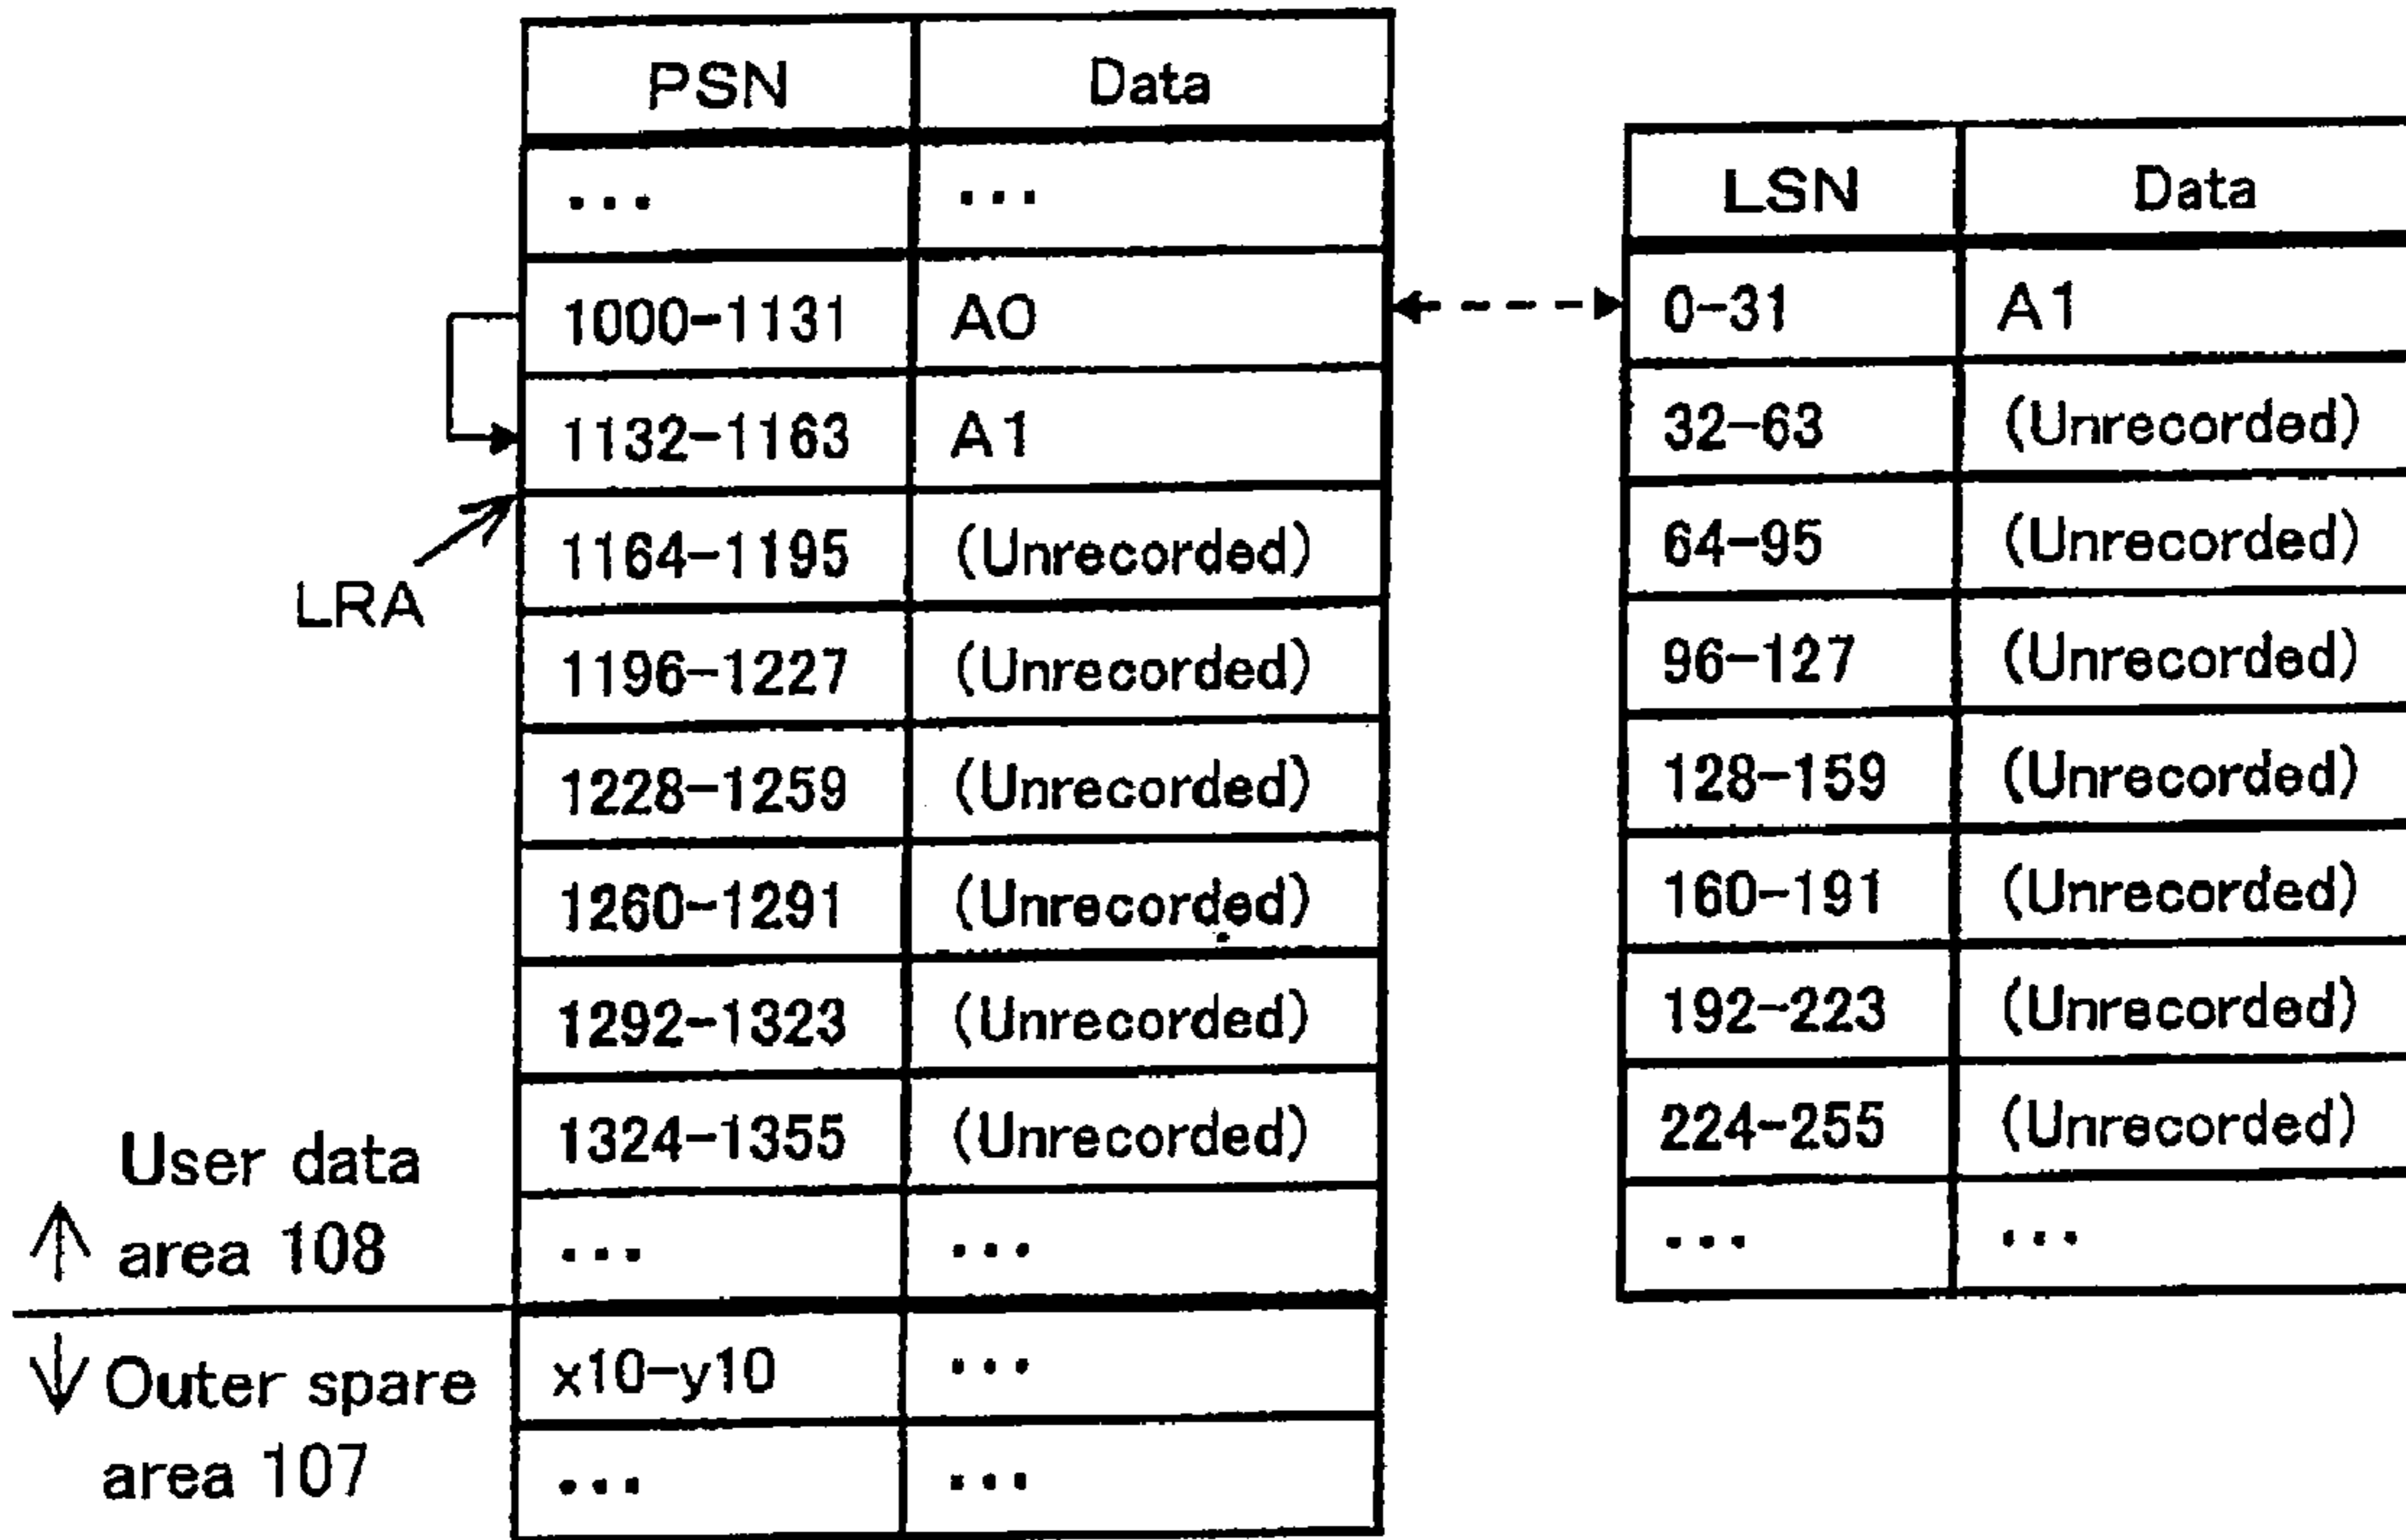 PSN Data
... ...
1000-1131 A0
1132-1163 A1
1164-1195 (Unrecorded)
1196-1227 (Unrecorded)
1228-1259 (Unrecorded)
1260-1291 (Unrecorded)
1292-1323 (Unrecorded)
1324-1355 (Unrecorded)
... ...
x10-y10 ...
... ...
LRA
User data
area 108
Outer spare
area 107
LSN Data
0-31 A1
32-63 (Unrecorded)
64-95 (Unrecorded)
96-127 (Unrecorded)
128-159 (Unrecorded)
160-191 (Unrecorded)
192-223 (Unrecorded)
224-255 (Unrecorded)
... ...